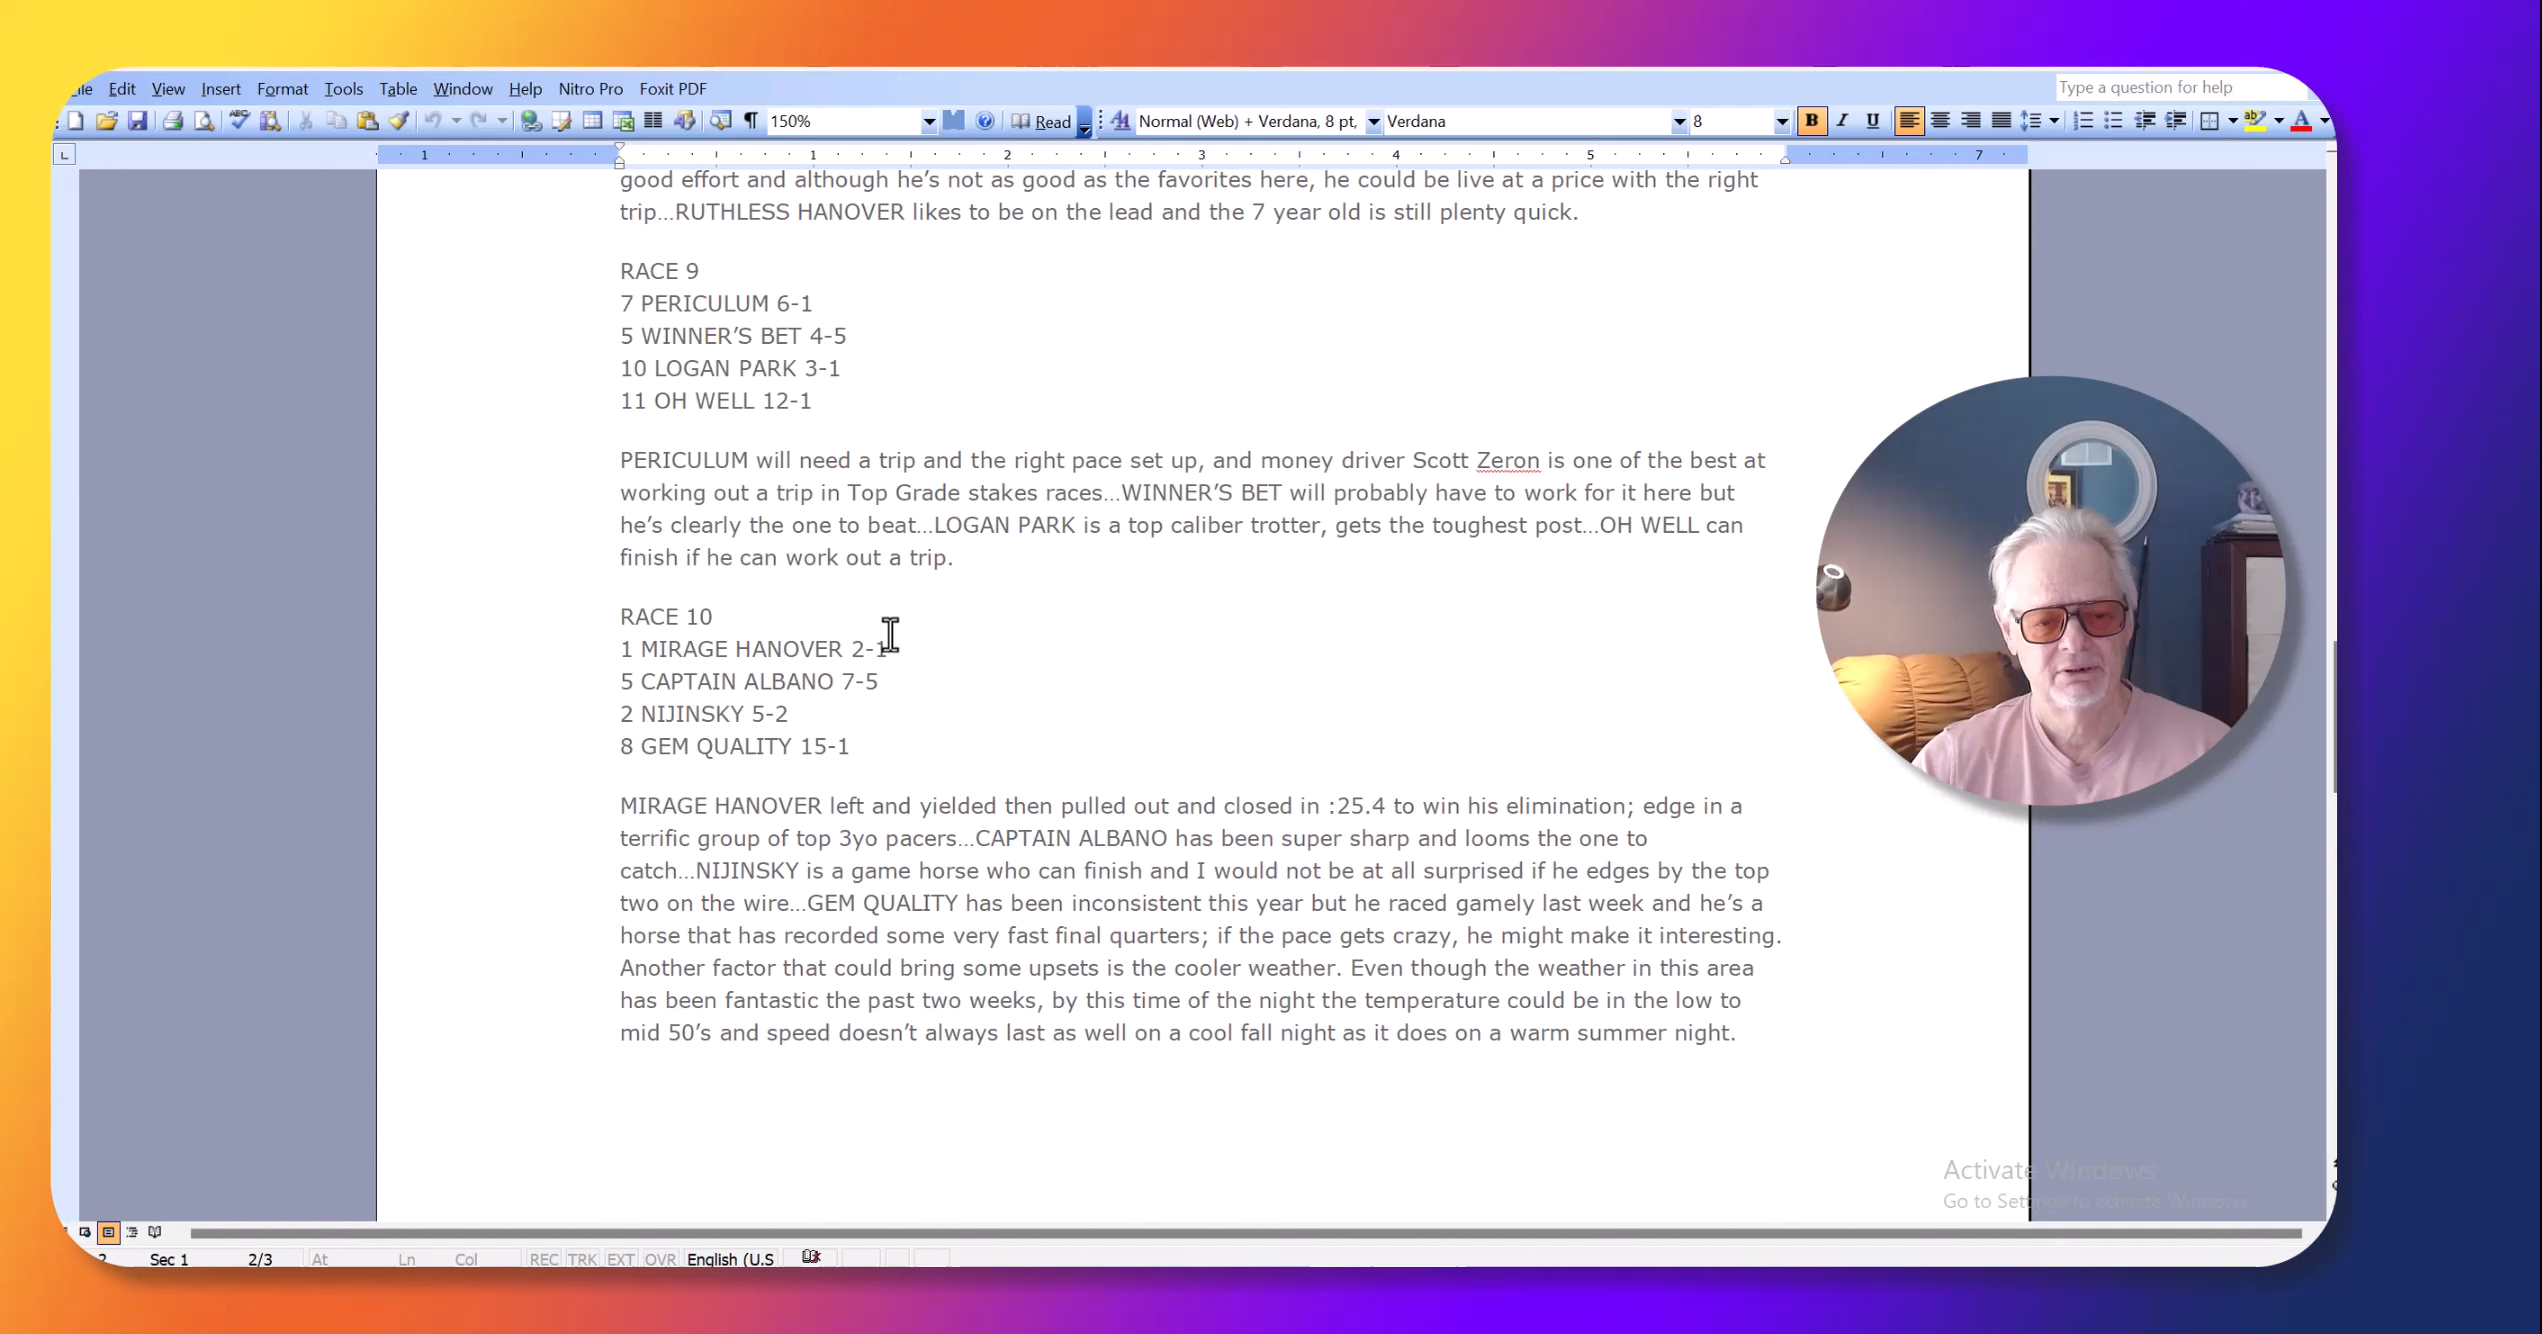 File Edit View Insert Format Tools Table Window Help Nitro Pro Foxit PDF
Type a question for help
150% Read Normal (Web) + Verdana, 8 pt, Verdana 8 B I U
1 1 2 3 4 5 7
good effort and although he’s not as good as the favorites here, he could be live at a price with the right
trip…RUTHLESS HANOVER likes to be on the lead and the 7 year old is still plenty quick.
RACE 9
7 PERICULUM 6-1
5 WINNER’S BET 4-5
10 LOGAN PARK 3-1
11 OH WELL 12-1
PERICULUM will need a trip and the right pace set up, and money driver Scott Zeron is one of the best at
working out a trip in Top Grade stakes races…WINNER’S BET will probably have to work for it here but
he’s clearly the one to beat…LOGAN PARK is a top caliber trotter, gets the toughest post…OH WELL can
finish if he can work out a trip.
RACE 10
1 MIRAGE HANOVER 2-1
5 CAPTAIN ALBANO 7-5
2 NIJINSKY 5-2
8 GEM QUALITY 15-1
MIRAGE HANOVER left and yielded then pulled out and closed in :25.4 to win his elimination; edge in a
terrific group of top 3yo pacers…CAPTAIN ALBANO has been super sharp and looms the one to
catch…NIJINSKY is a game horse who can finish and I would not be at all surprised if he edges by the top
two on the wire…GEM QUALITY has been inconsistent this year but he raced gamely last week and he’s a
horse that has recorded some very fast final quarters; if the pace gets crazy, he might make it interesting.
Another factor that could bring some upsets is the cooler weather. Even though the weather in this area
has been fantastic the past two weeks, by this time of the night the temperature could be in the low to
mid 50’s and speed doesn’t always last as well on a cool fall night as it does on a warm summer night.
Activate Windows
Go to Settings to activate Windows.
2 Sec 1 2/3 At Ln Col REC TRK EXT OVR English (U.S